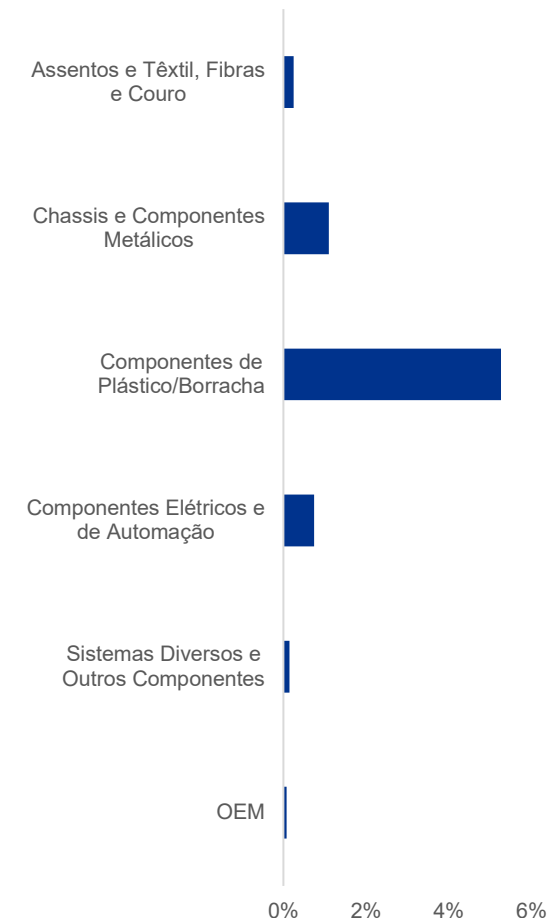 Assentos e Têxtil, Fibras
e Couro
Chassis e Componentes
Metálicos
Componentes de
Plástico/Borracha
Componentes Elétricos e
de Automação
Sistemas Diversos e
Outros Componentes
OEM
0% 2% 4% 6%